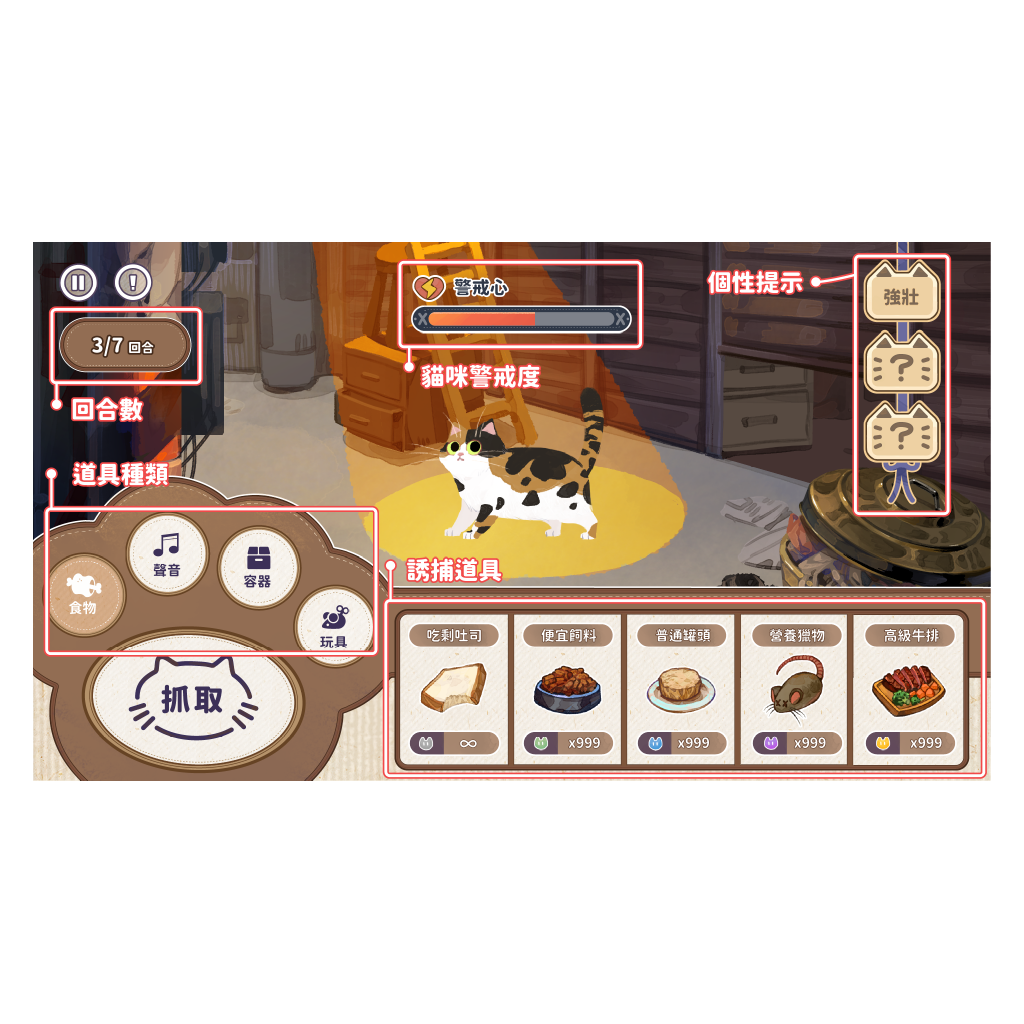 警戒心
個性提示
強壯
3/7 回合
貓咪警戒度
?
回合數
?
道具種類
聲音
容器
食物
玩具
誘捕道具
抓取
吃剩吐司
便宜飼料
普通罐頭
營養獵物
高級牛排
∞
x999
x999
x999
x999